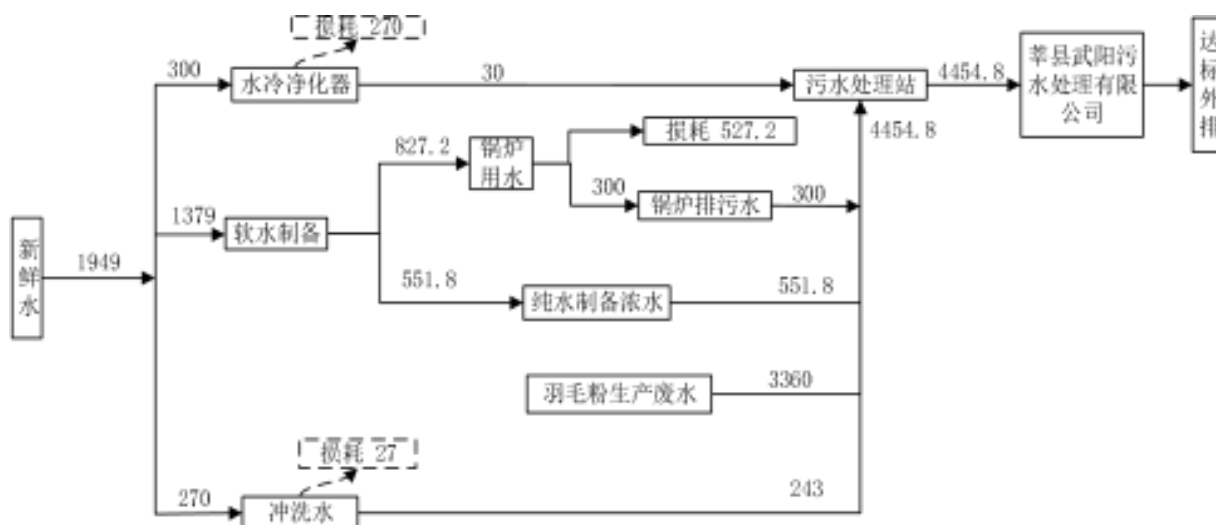 损耗 270
300
水冷净化器
30
污水处理站
4454.8
莘县武阳污
水处理有限
公司
达
标
外
排
4454.8
827.2
锅炉
用水
损耗 527.2
300
锅炉排污水
300
新
鲜
水
1949
1379
软水制备
551.8
纯水制备浓水
551.8
羽毛粉生产废水
3360
损耗 27
270
冲洗水
243